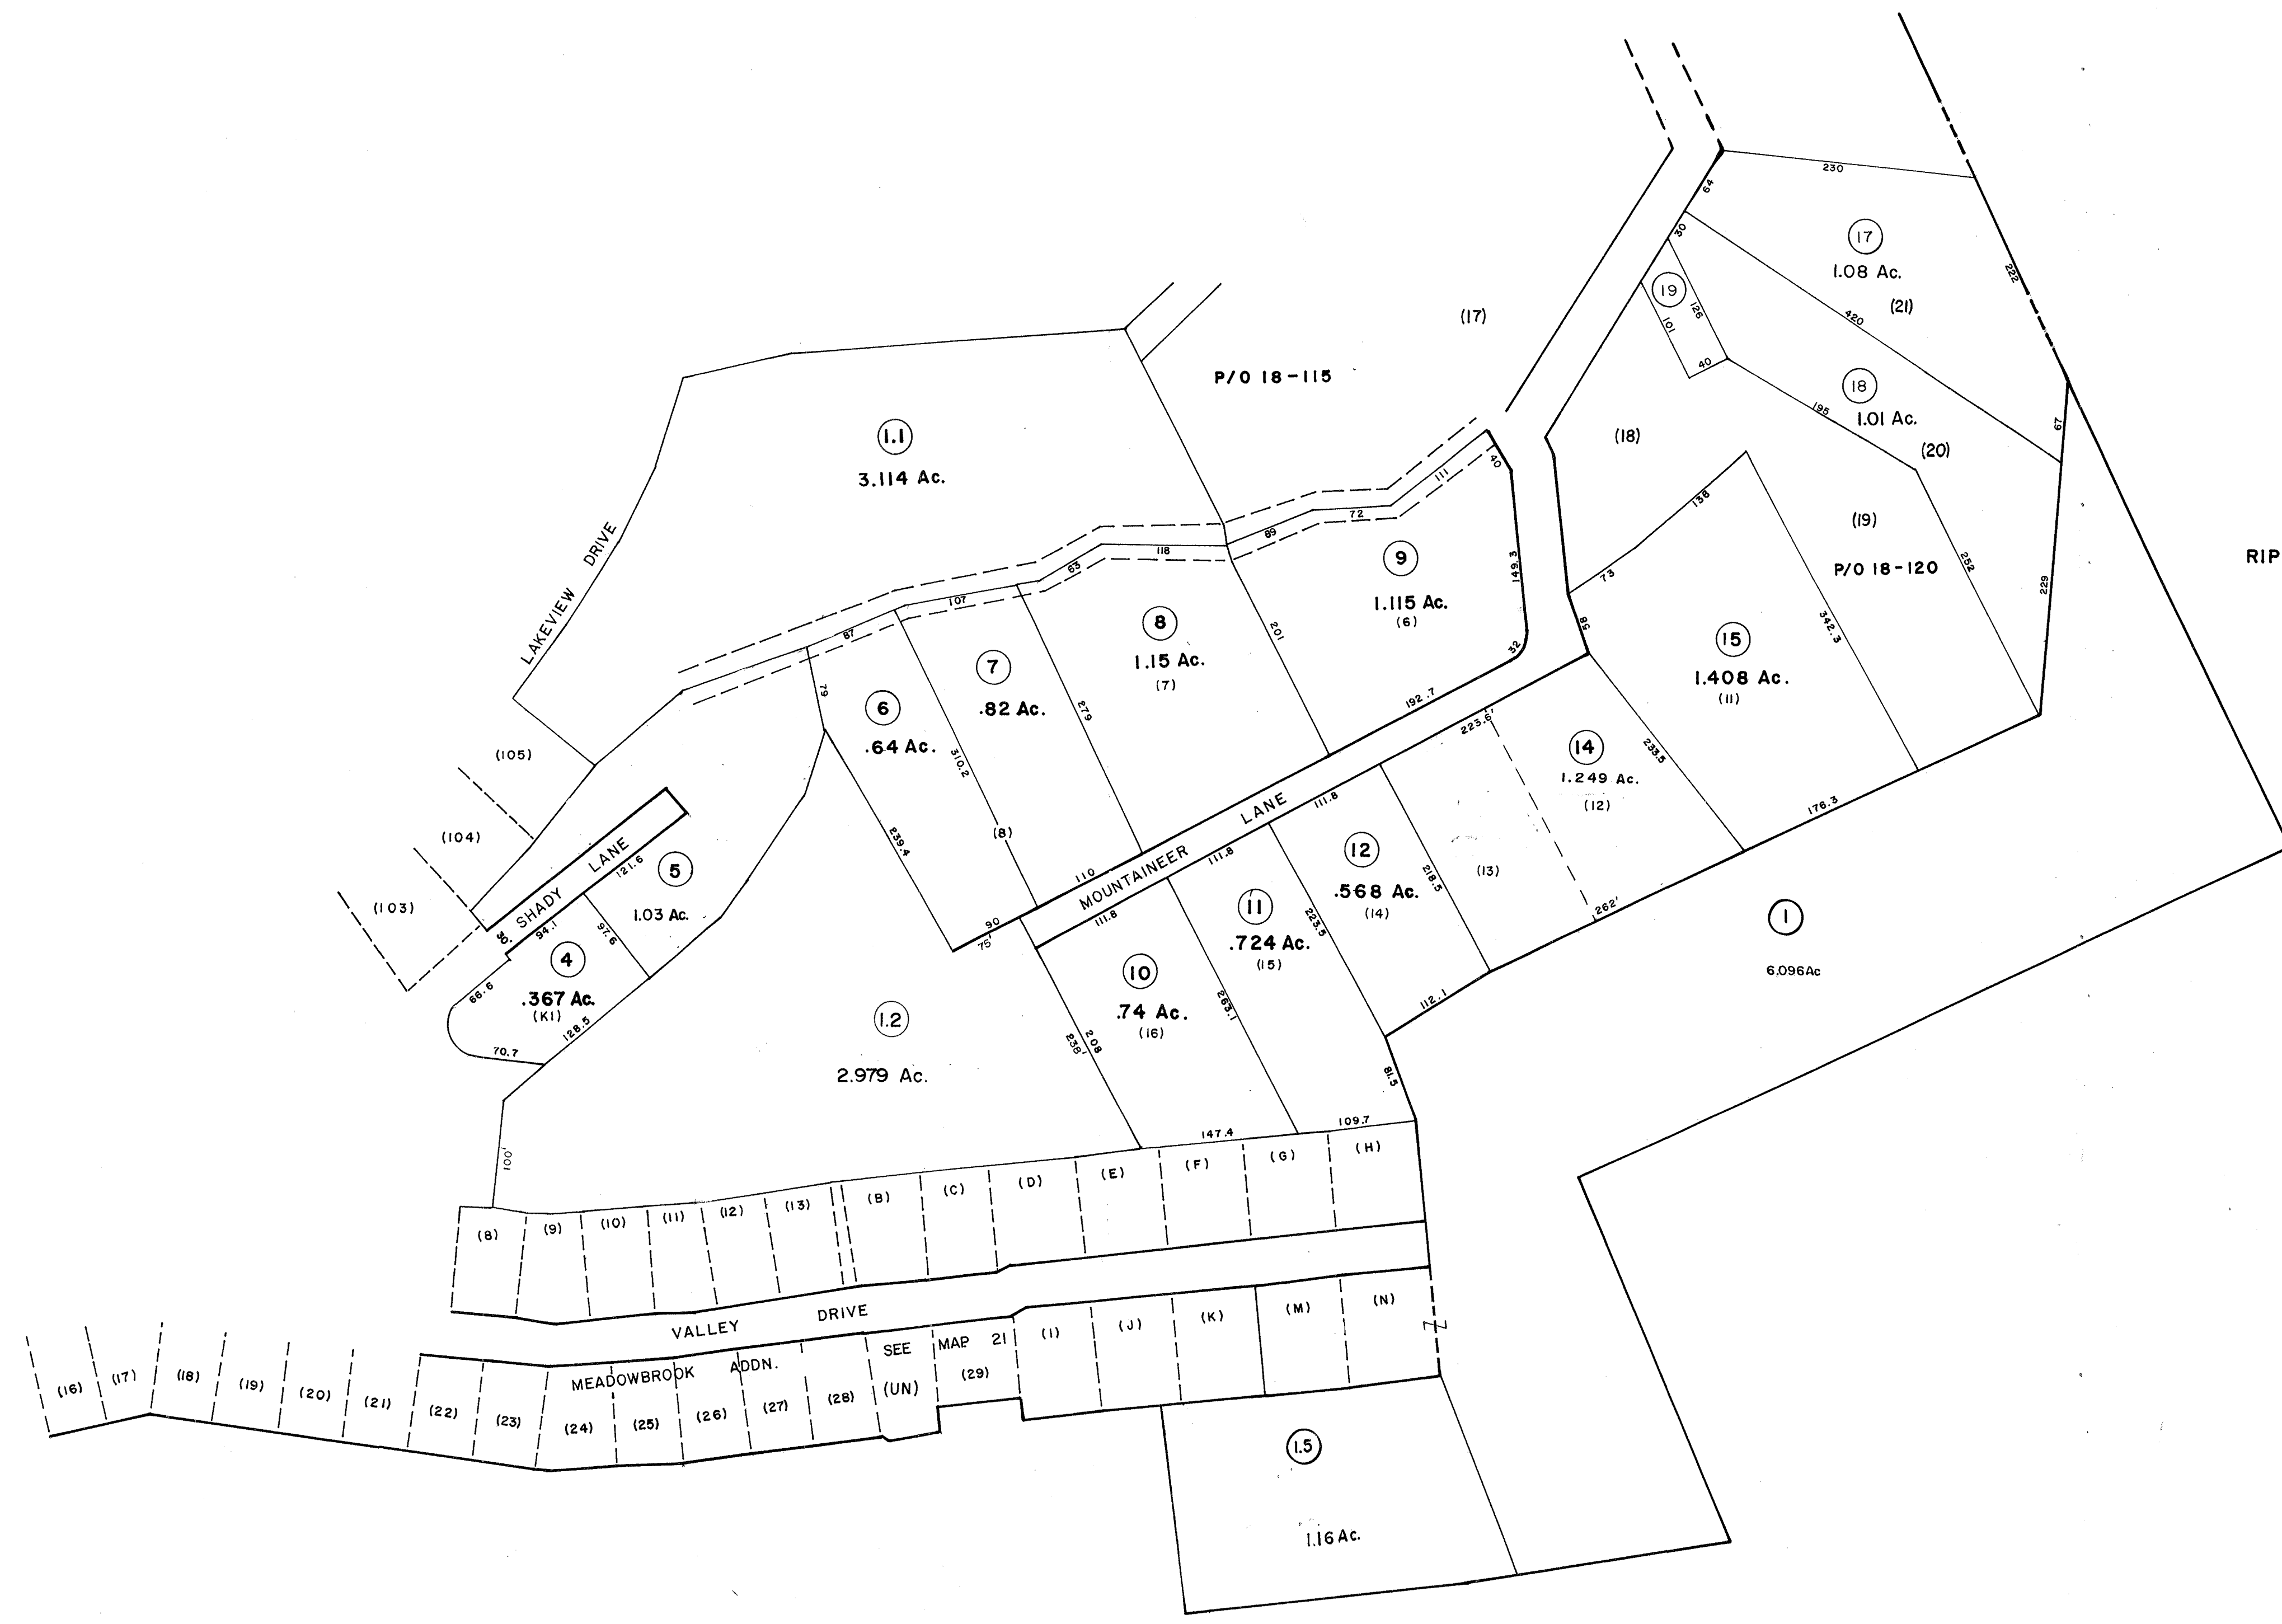 230
64
30
17
1.08 Ac.
(21)
222
19
126
101
40
420
(17)
P/O 18-115
18
1.01 Ac.
195
(20)
67
(18)
1.1
3.114 Ac.
40
111
72
89
118
63
107
87
138
(19)
P/O 18-120
252
229
RIP
LAKEVIEW DRIVE
9
1.115 Ac.
(6)
149.3
32
201
192.7
73
58
342.3
15
1.408 Ac.
(11)
8
1.15 Ac.
(7)
279
7
.82 Ac.
79
6
.64 Ac.
310.2
239.4
(8)
223.6'
14
1.249 Ac.
(12)
233.5
176.3
(105)
(104)
(103)
SHADY LANE
121.6
30'
94.1
97.6
5
1.03 Ac.
4
.367 Ac.
(K1)
66.6
70.7
128.5
110
90
75'
MOUNTAINEER LANE
111.8
111.8
111.8
12
.568 Ac.
(14)
218.5
(13)
262'
11
.724 Ac.
(15)
223.5
1
6.096Ac
10
.74 Ac.
(16)
263.1
208
238'
112.1
81.5
1.2
2.979 Ac.
100'
147.4
109.7
(8)
(9)
(10)
(11)
(12)
(13)
(B)
(C)
(D)
(E)
(F)
(G)
(H)
VALLEY DRIVE
MEADOWBROOK ADDN.
SEE MAP 21
(16)
(17)
(18)
(19)
(20)
(21)
(22)
(23)
(24)
(25)
(26)
(27)
(28)
(UN)
(29)
(I)
(J)
(K)
(M)
(N)
1.5
1.16 Ac.